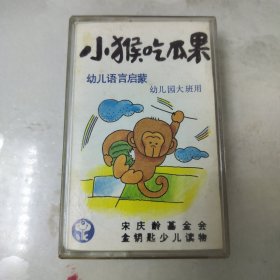 小猴吃瓜果
幼儿语言启蒙
幼儿园大班用
宋庆龄基金会
金钥匙少儿读物